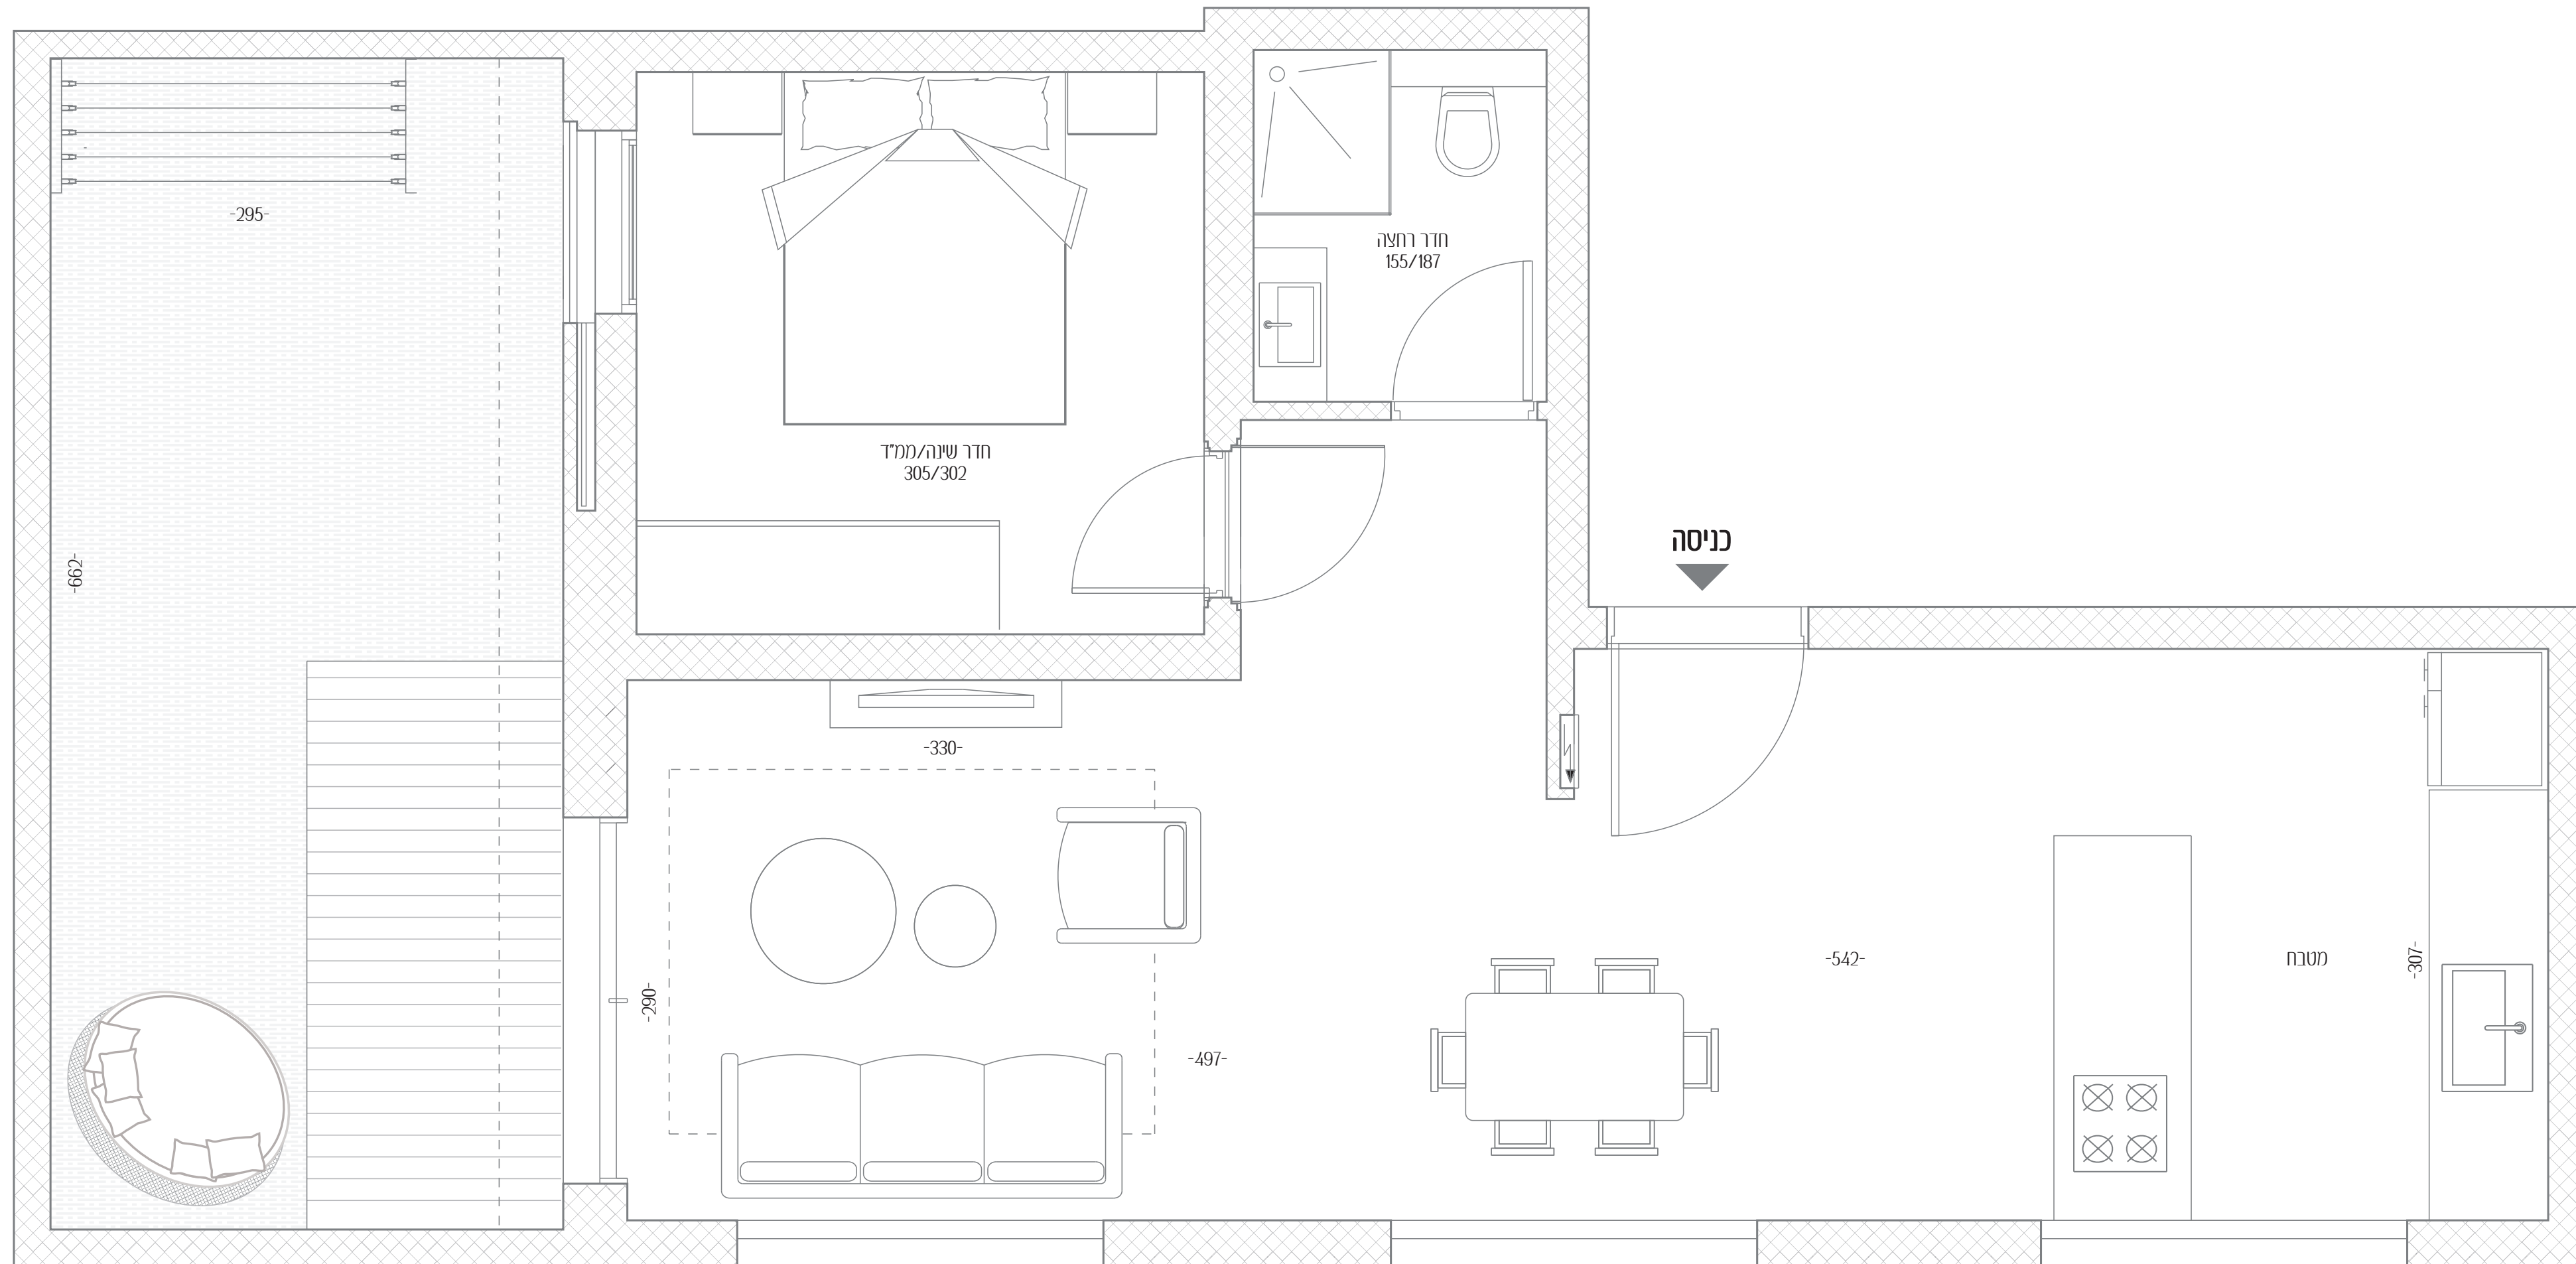 -295-
חדר רחצה
155/187
חדר שינה/ממ"ד
305/302
כניסה
-662-
-330-
-290-
-497-
-542-
מטבח
-307-